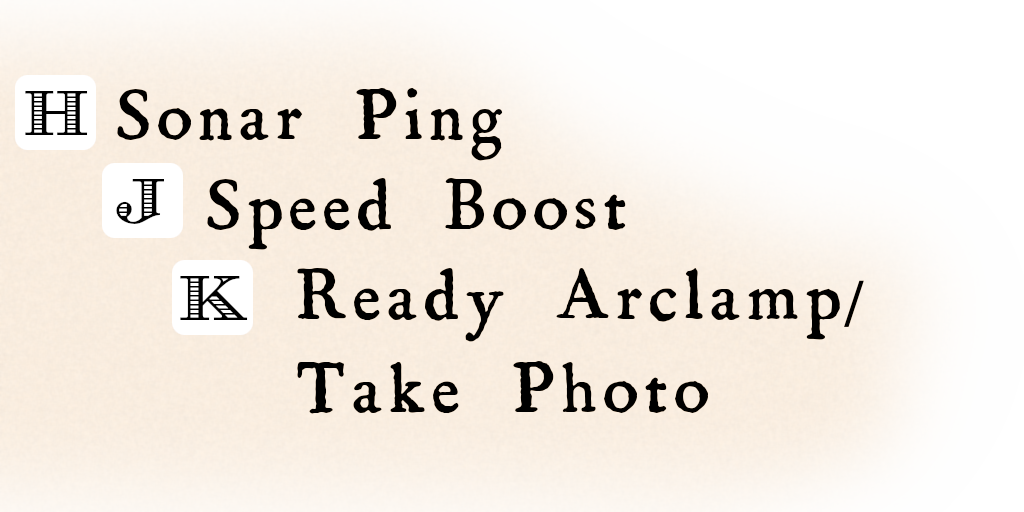 H Sonar Ping
J Speed Boost
K Ready Arclamp/
Take Photo